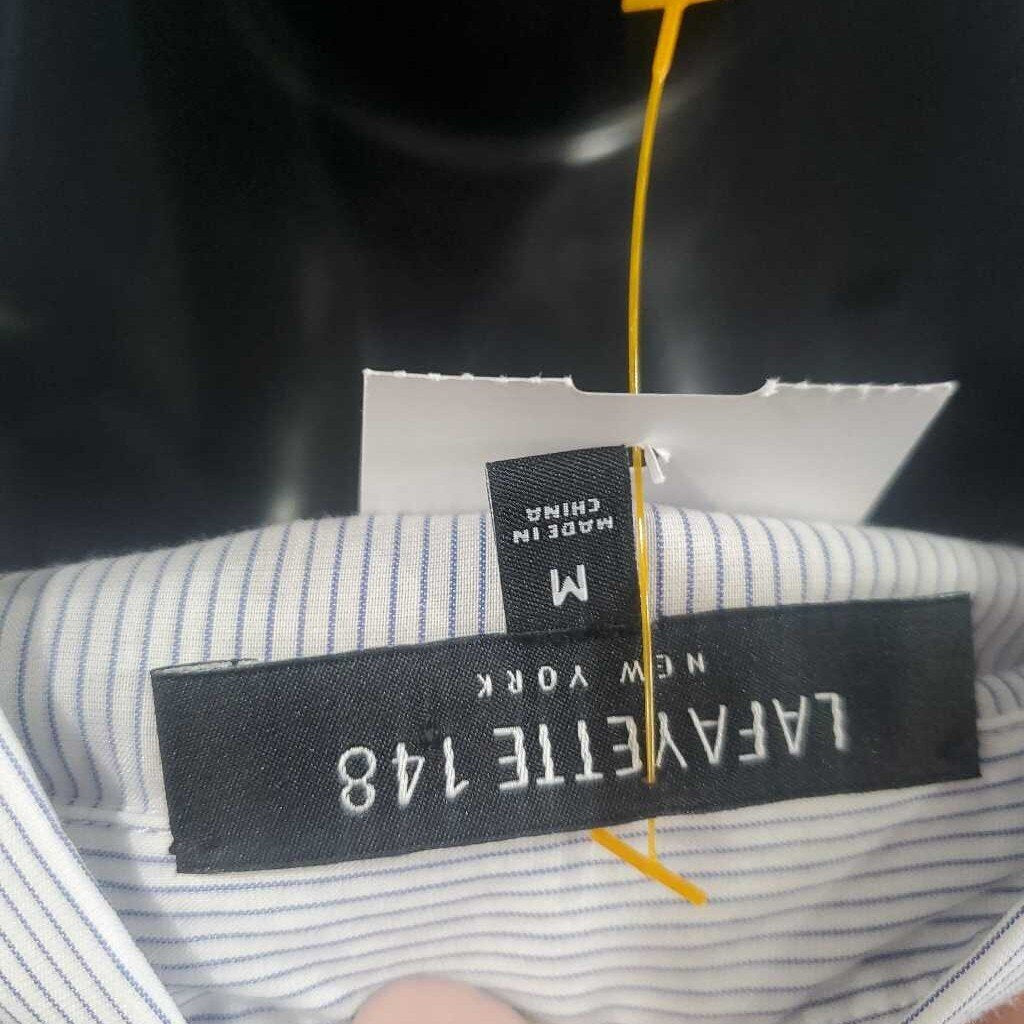 LAFAYETTE 148
NEW YORK
M
MADE IN
CHINA